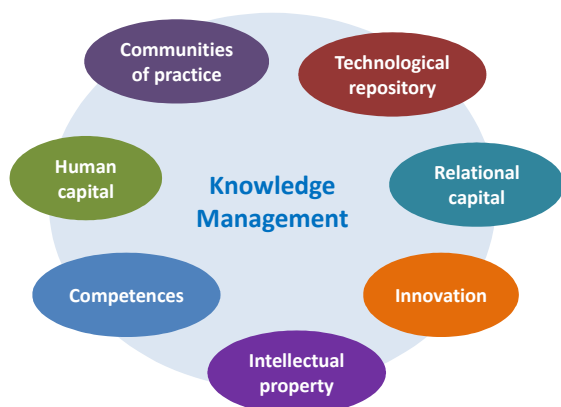 Communities
of practice
Technological
repository
Human
capital
Knowledge
Management
Relational
capital
Competences
Innovation
Intellectual
property